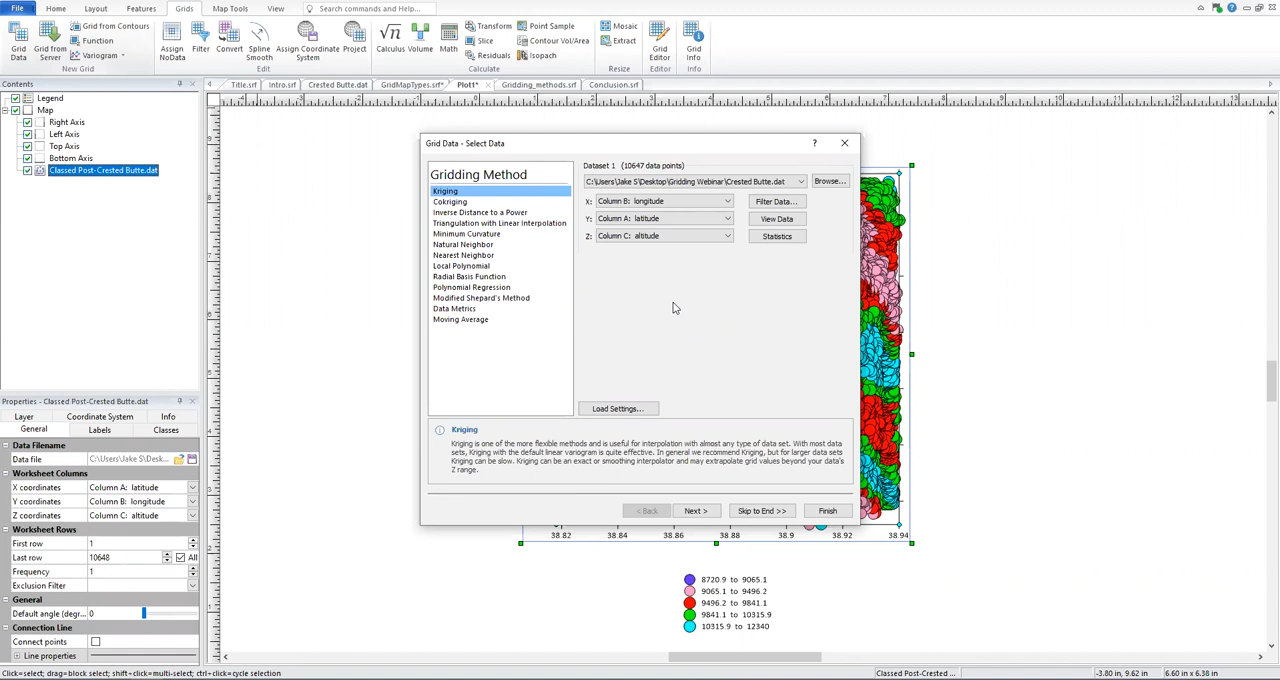 File Home Layout Features Grids Map Tools View Search commands and Help...
Grid Data
Grid from Server
Grid from Contours
Function
Variogram
New Grid
Assign NoData
Filter
Convert
Spline Smooth
Assign Coordinate System
Project
Edit
Calculus
Volume
Math
Transform
Slice
Residuals
Point Sample
Contour Vol/Area
Isopach
Calculate
Mosaic
Extract
Resize
Grid Editor
Editor
Grid Info
Info
Contents
Title.srf Intro.srf Crested Butte.dat GridMapTypes.srf* Plot1* Gridding_methods.srf Conclusion.srf
Legend
Map
Right Axis
Left Axis
Top Axis
Bottom Axis
Classed Post-Crested Butte.dat
Grid Data - Select Data
Gridding Method
Kriging
Cokriging
Inverse Distance to a Power
Triangulation with Linear Interpolation
Minimum Curvature
Natural Neighbor
Nearest Neighbor
Local Polynomial
Radial Basis Function
Polynomial Regression
Modified Shepard's Method
Data Metrics
Moving Average
Dataset 1 (10647 data points)
C:\Users\Jake S\Desktop\Gridding Webinar\Crested Butte.dat Browse...
X: Column B: longitude Filter Data...
Y: Column A: latitude View Data
Z: Column C: altitude Statistics
Load Settings...
Kriging
Kriging is one of the more flexible methods and is useful for interpolation with almost any type of data set. With most data
sets, Kriging with the default linear variogram is quite effective. In general we recommend Kriging, but for larger data sets
Kriging can be slow. Kriging can be an exact or smoothing interpolator and may extrapolate grid values beyond your data's
Z range.
< Back Next > Skip to End >> Finish
38.82 38.84 38.86 38.88 38.9 38.92 38.94
8720.9 to 9065.1
9065.1 to 9496.2
9496.2 to 9841.1
9841.1 to 10315.9
10315.9 to 12340
Properties - Classed Post-Crested Butte.dat
Layer Coordinate System Info
General Labels Classes
Data Filename
Data file C:\Users\Jake S\Desk...
Worksheet Columns
X coordinates Column A: latitude
Y coordinates Column B: longitude
Z coordinates Column C: altitude
Worksheet Rows
First row 1
Last row 10648 All
Frequency 1
Exclusion Filter
General
Default angle (degr... 0
Connection Line
Connect points
Line properties
Click=select; drag=block select; shift+click=multi-select; ctrl+click=cycle selection
Classed Post-Crested ... -3.80 in, 9.62 in 6.60 in x 6.38 in